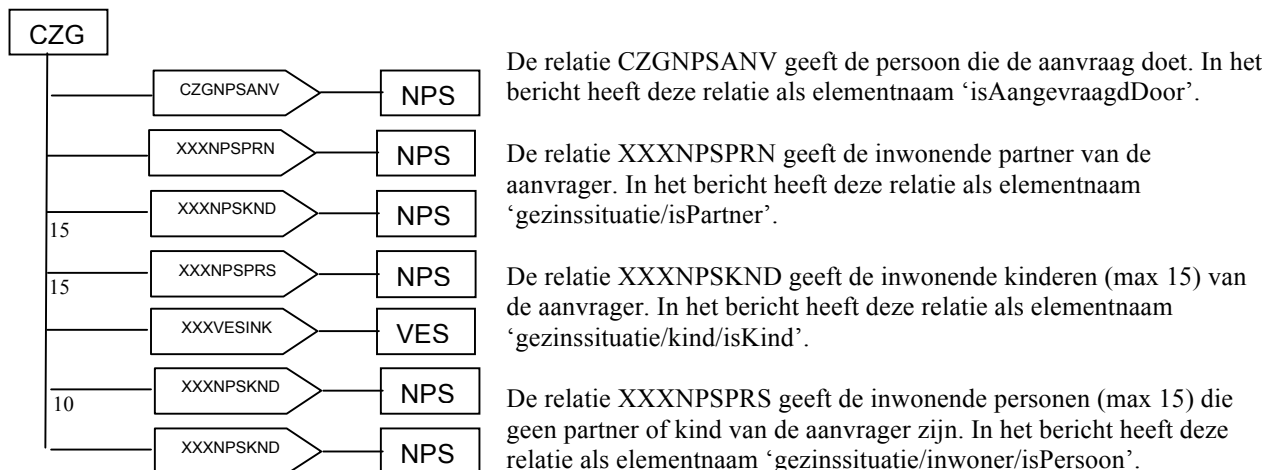 CZG
CZGNPSANV NPS
XXXNPSPRN NPS
XXXNPSKND NPS
15
XXXNPSPRS NPS
15
XXXVESINK VES
XXXNPSKND NPS
10
XXXNPSKND NPS
De relatie CZGNPSANV geeft de persoon die de aanvraag doet. In het
bericht heeft deze relatie als elementnaam ‘isAangevraagdDoor’.
De relatie XXXNPSPRN geeft de inwonende partner van de
aanvrager. In het bericht heeft deze relatie als elementnaam
‘gezinssituatie/isPartner’.
De relatie XXXNPSKND geeft de inwonende kinderen (max 15) van
de aanvrager. In het bericht heeft deze relatie als elementnaam
‘gezinssituatie/kind/isKind’.
De relatie XXXNPSPRS geeft de inwonende personen (max 15) die
geen partner of kind van de aanvrager zijn. In het bericht heeft deze
relatie als elementnaam ‘gezinssituatie/inwoner/isPersoon’.